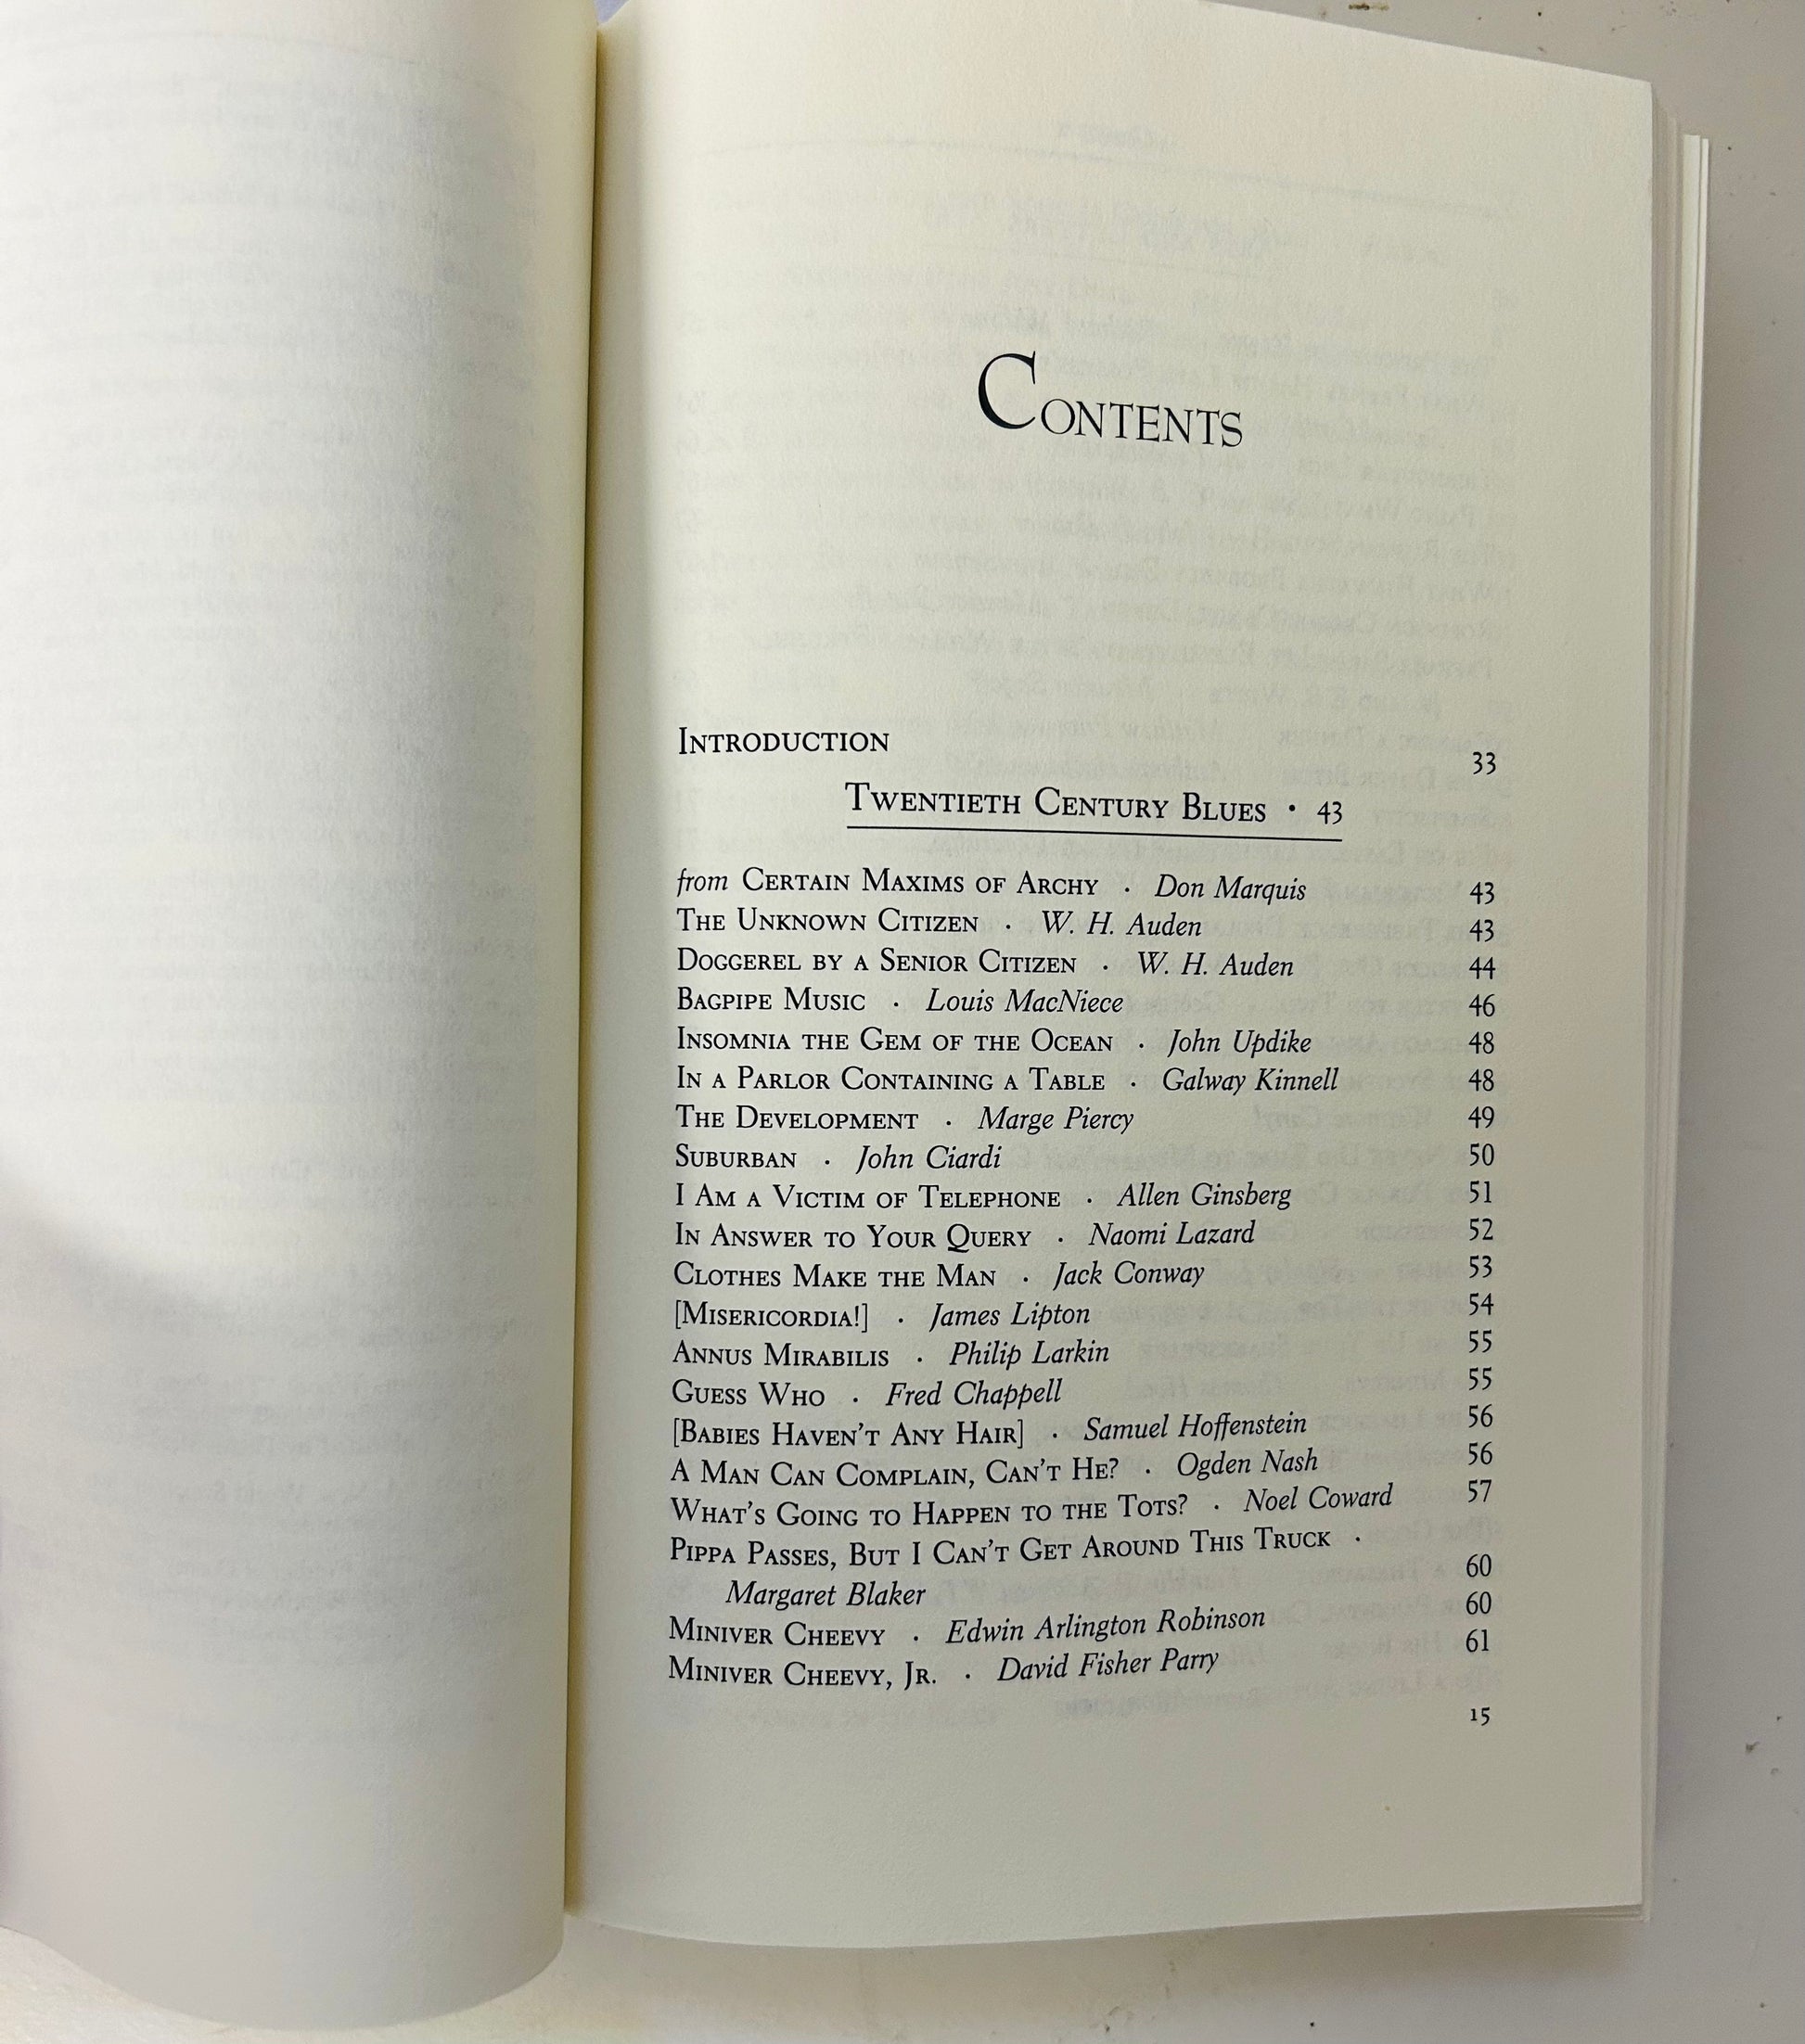 CONTENTS
INTRODUCTION 33
TWENTIETH CENTURY BLUES · 43
from CERTAIN MAXIMS OF ARCHY · Don Marquis 43
THE UNKNOWN CITIZEN · W. H. Auden 43
DOGGEREL BY A SENIOR CITIZEN · W. H. Auden 44
BAGPIPE MUSIC · Louis MacNiece 46
INSOMNIA THE GEM OF THE OCEAN · John Updike 48
IN A PARLOR CONTAINING A TABLE · Galway Kinnell 48
THE DEVELOPMENT · Marge Piercy 49
SUBURBAN · John Ciardi 50
I AM A VICTIM OF TELEPHONE · Allen Ginsberg 51
IN ANSWER TO YOUR QUERY · Naomi Lazard 52
CLOTHES MAKE THE MAN · Jack Conway 53
[MISERICORDIA!] · James Lipton 54
ANNUS MIRABILIS · Philip Larkin 55
GUESS WHO · Fred Chappell 55
[BABIES HAVEN'T ANY HAIR] · Samuel Hoffenstein 56
A MAN CAN COMPLAIN, CAN'T HE? · Ogden Nash 56
WHAT'S GOING TO HAPPEN TO THE TOTS? · Noel Coward 57
PIPPA PASSES, BUT I CAN'T GET AROUND THIS TRUCK ·
Margaret Blaker 60
MINIVER CHEEVY · Edwin Arlington Robinson 60
MINIVER CHEEVY, JR. · David Fisher Parry 61
15